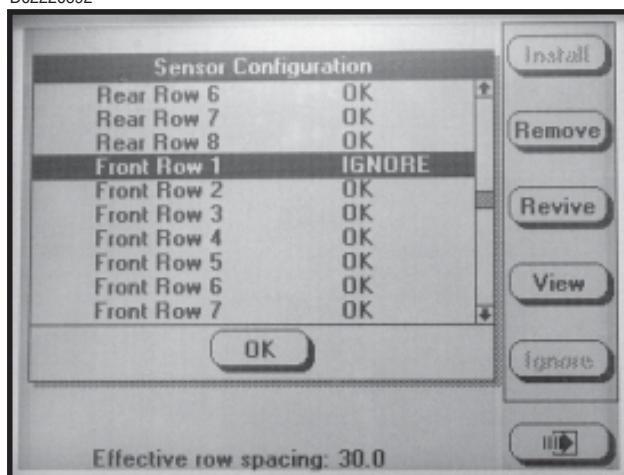 Sensor Configuration
Rear Row 6 OK
Rear Row 7 OK
Rear Row 8 OK
Front Row 1 IGNORE
Front Row 2 OK
Front Row 3 OK
Front Row 4 OK
Front Row 5 OK
Front Row 6 OK
Front Row 7 OK
OK
Effective row spacing: 30.0
Install
Remove
Revive
View
Ignore